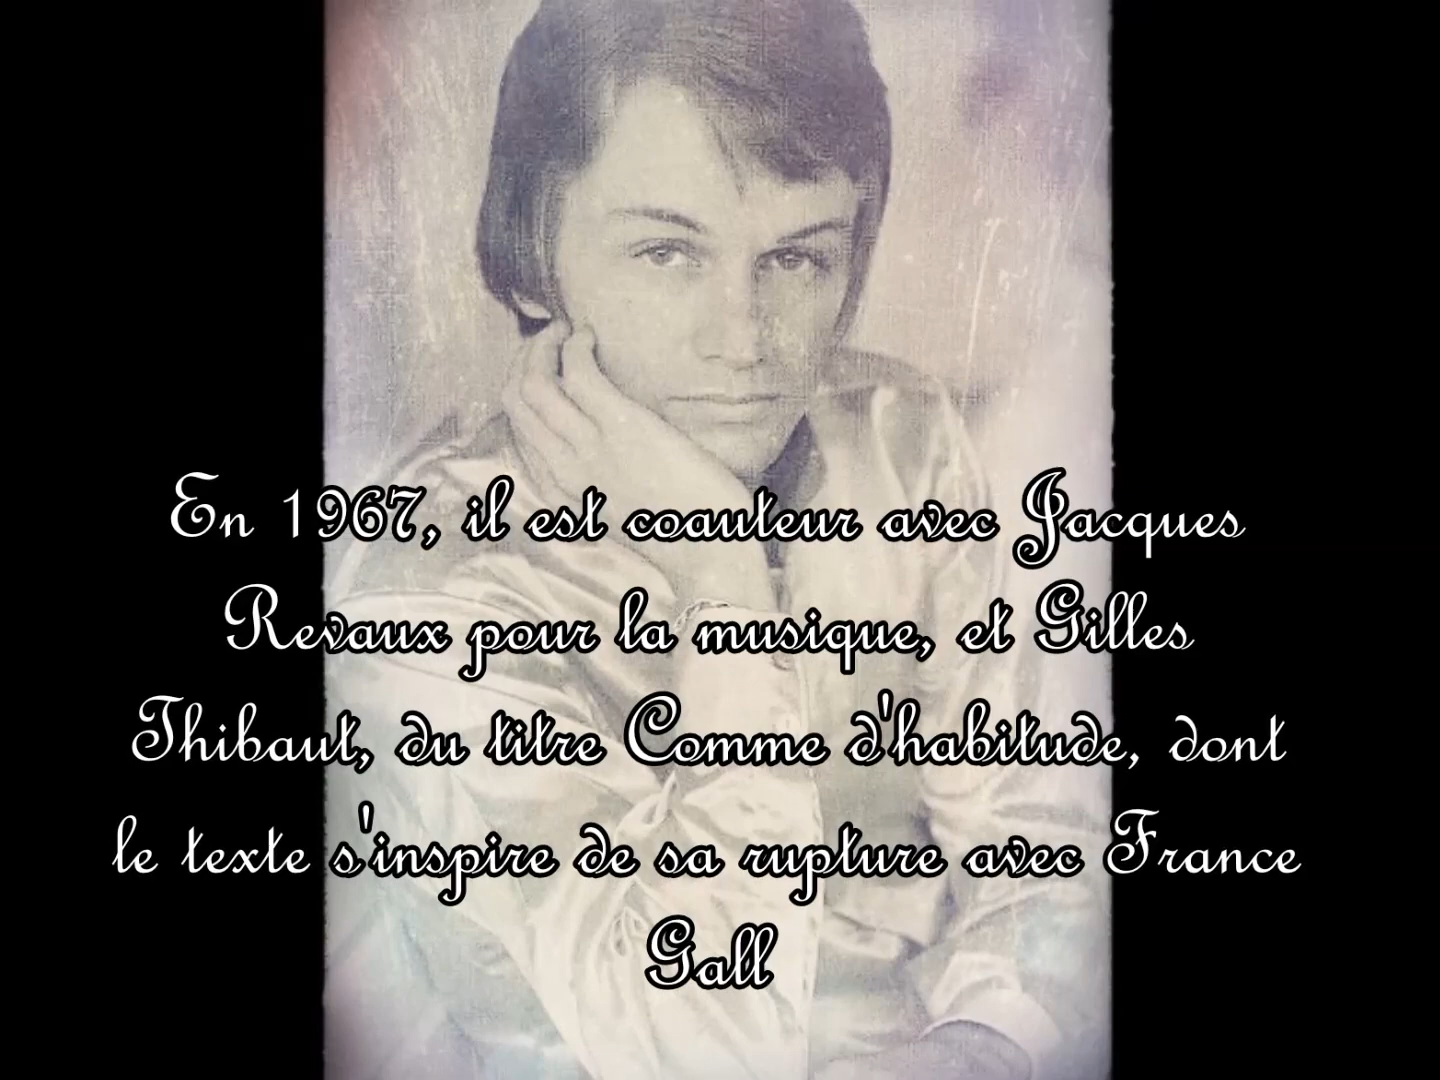 En 1967, il est coauteur avec Jacques
Revaux pour la musique, et Gilles
Thibaut, du titre Comme d'habitude, dont
le texte s'inspire de sa rupture avec France
Gall